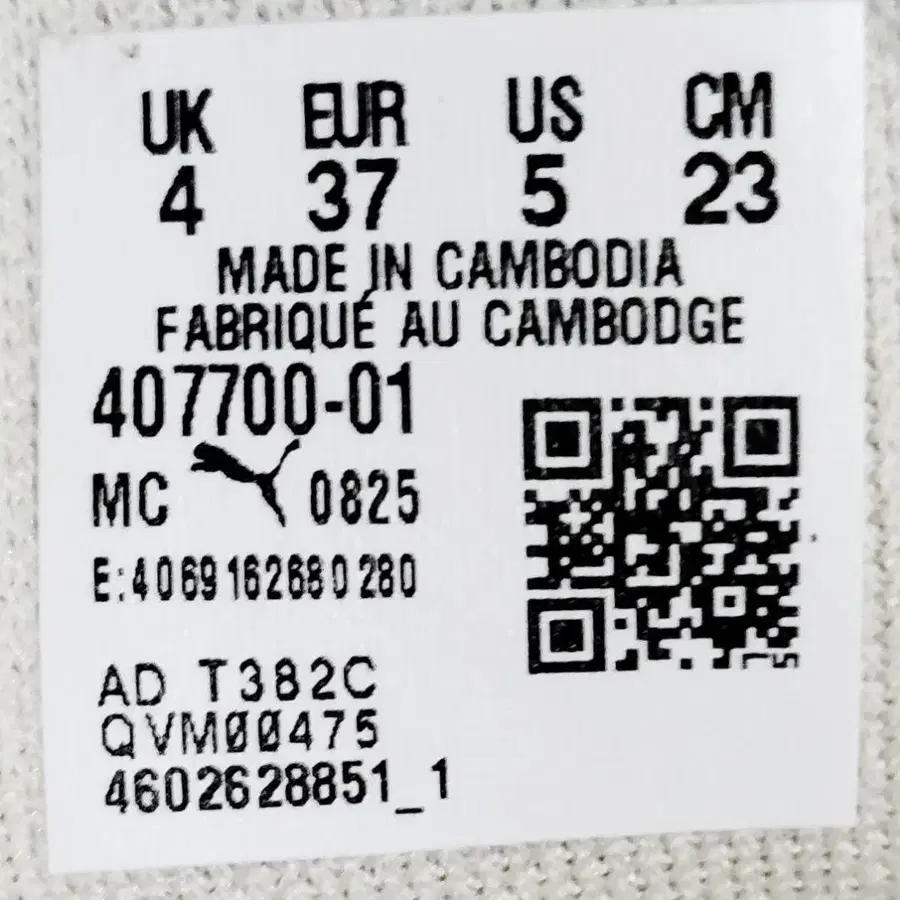 UK EUR US CM
4 37 5 23
MADE IN CAMBODIA
FABRIQUÉ AU CAMBODGE
407700-01
MC 0825
E:4069162680280
AD T382C
QVM00475
4602628851_1